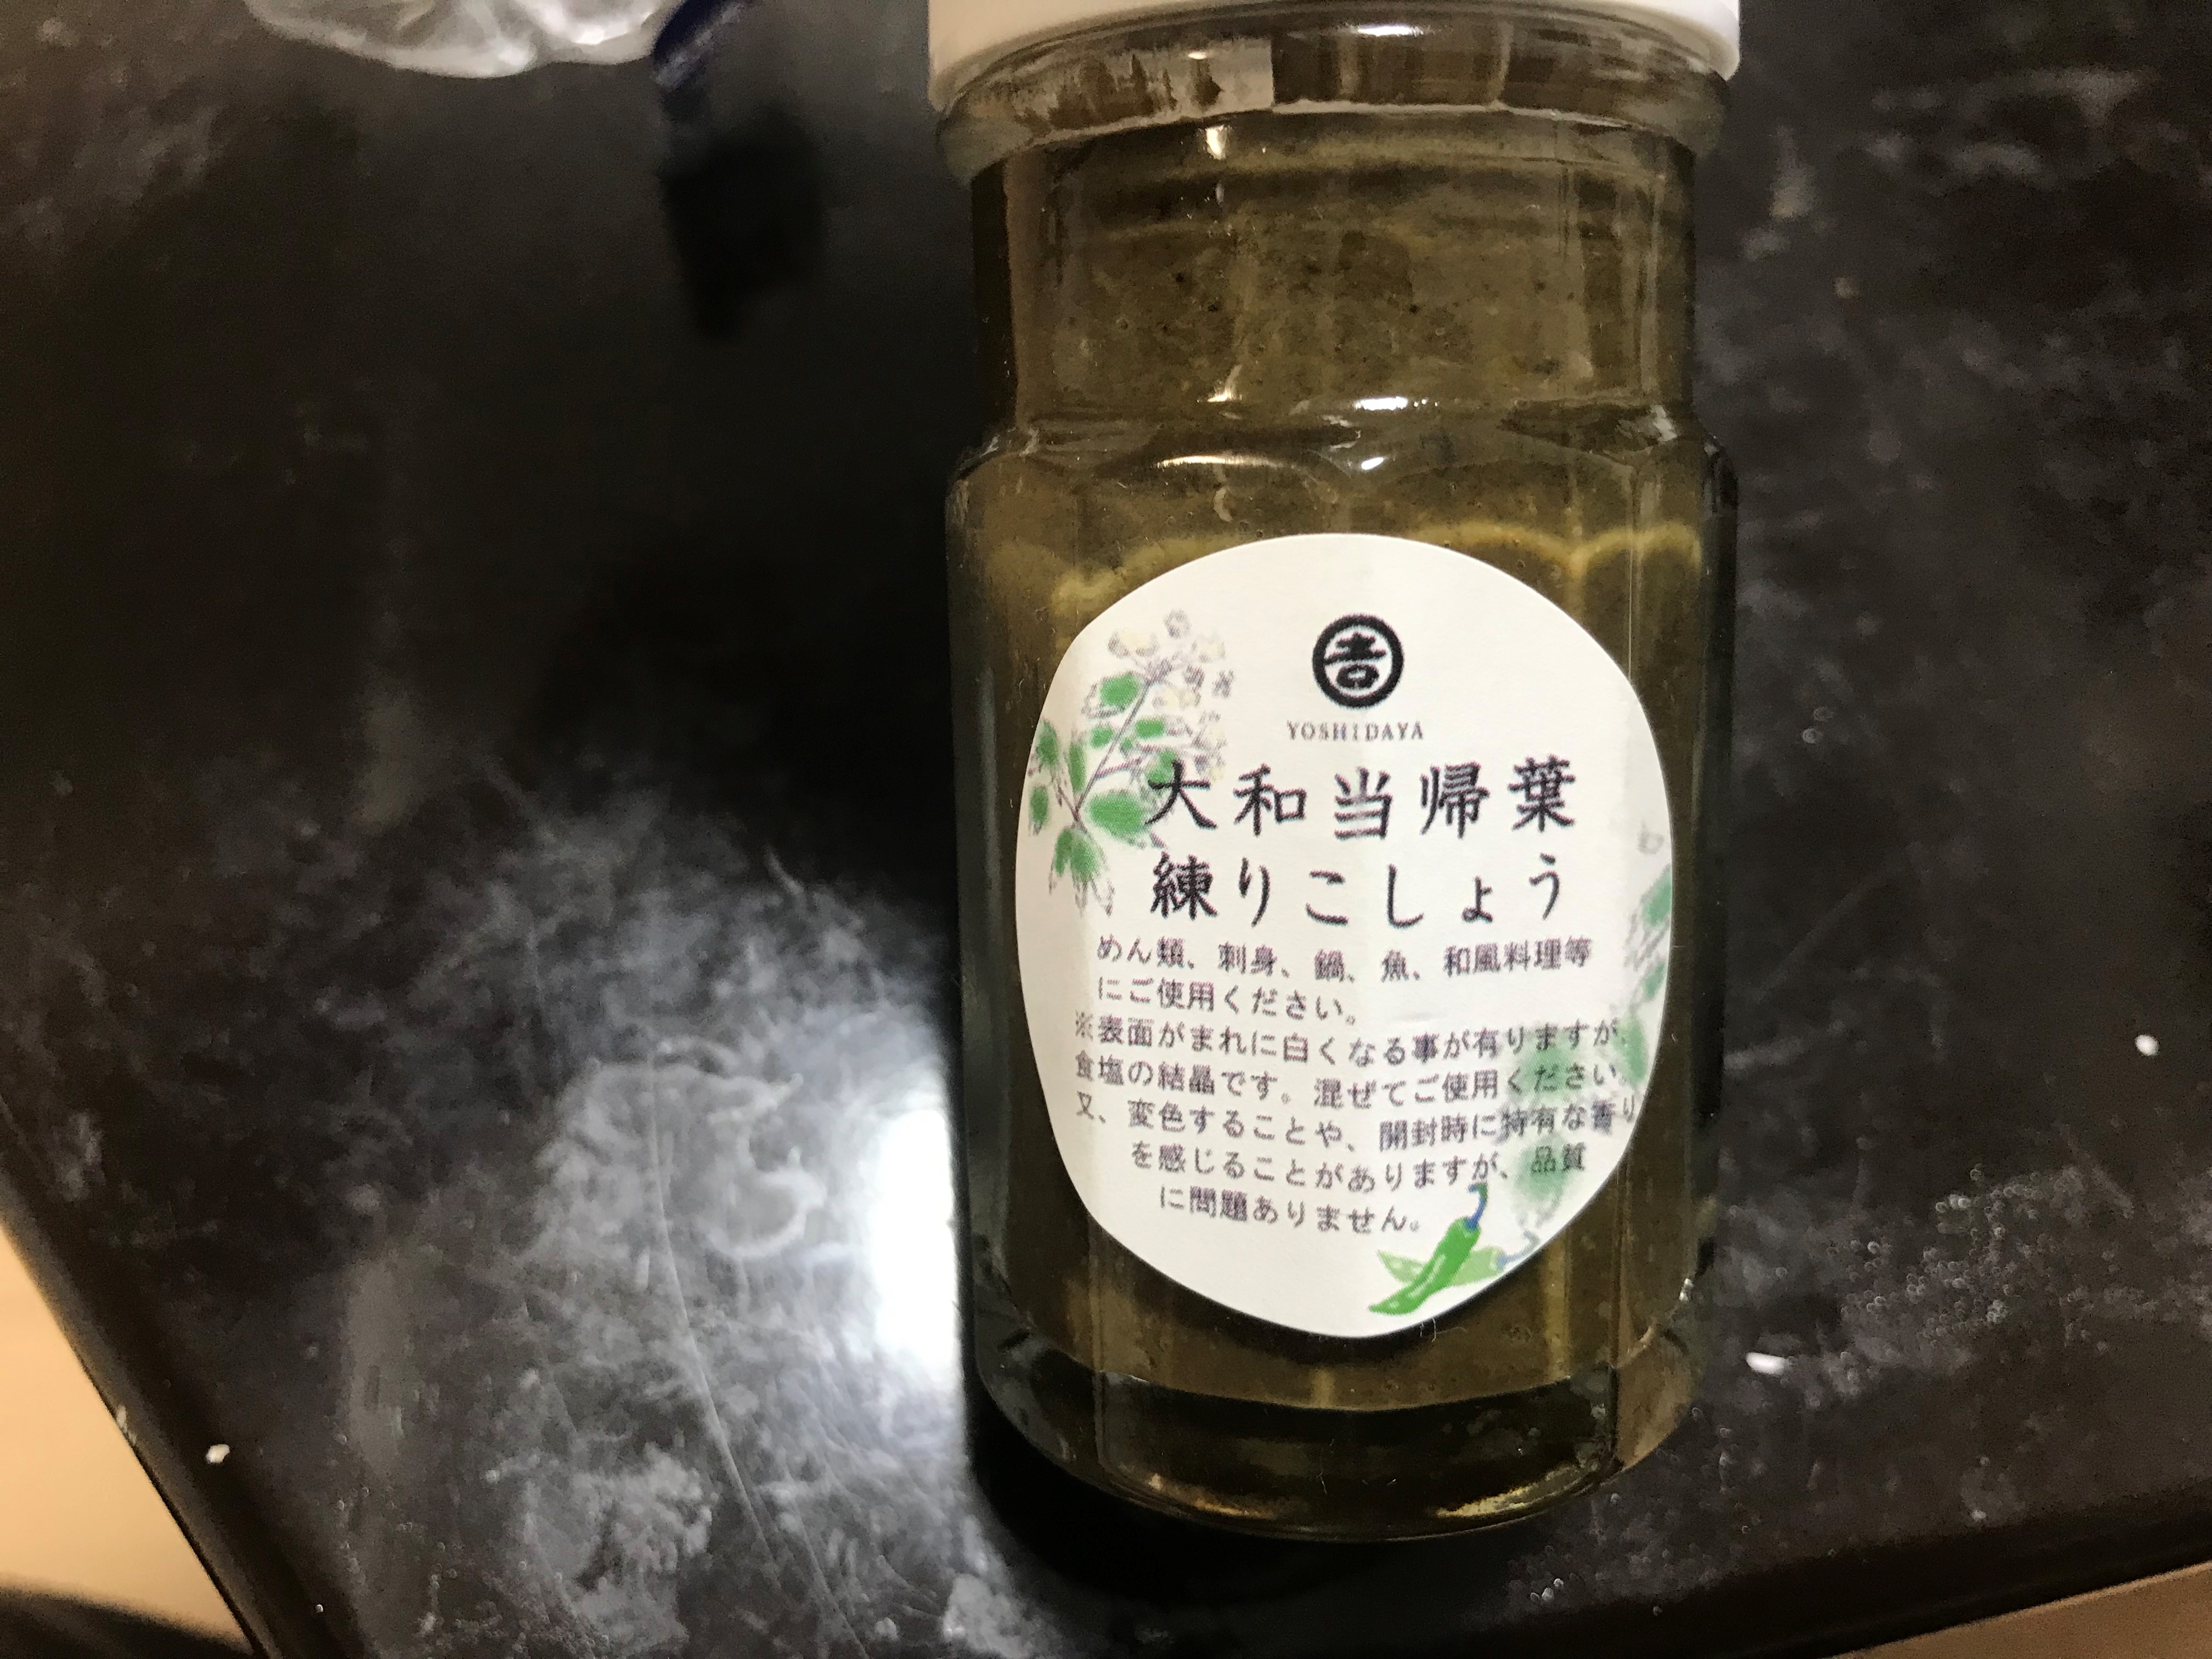 吉
YOSHIDAYA
大和当帰葉
練りこしょう
めん類、刺身、鍋、魚、和風料理等
にご使用ください。
※表面がまれに白くなる事が有りますが、
食塩の結晶です。混ぜてご使用ください。
又、変色することや、開封時に特有な香り
を感じることがありますが、品質
に問題ありません。